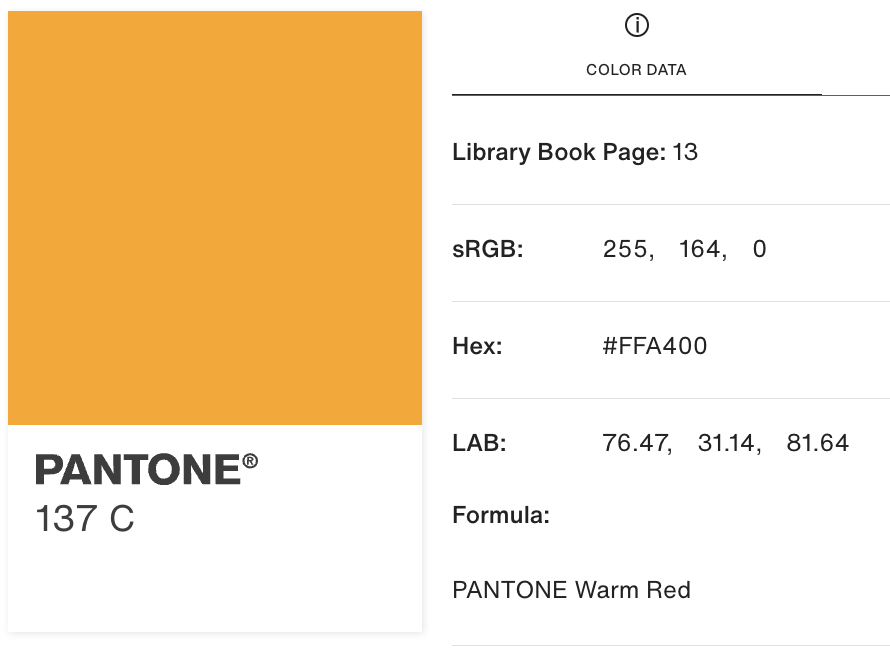 PANTONE®
137 C
COLOR DATA
Library Book Page: 13
sRGB: 255, 164, 0
Hex: #FFA400
LAB: 76.47, 31.14, 81.64
Formula:
PANTONE Warm Red